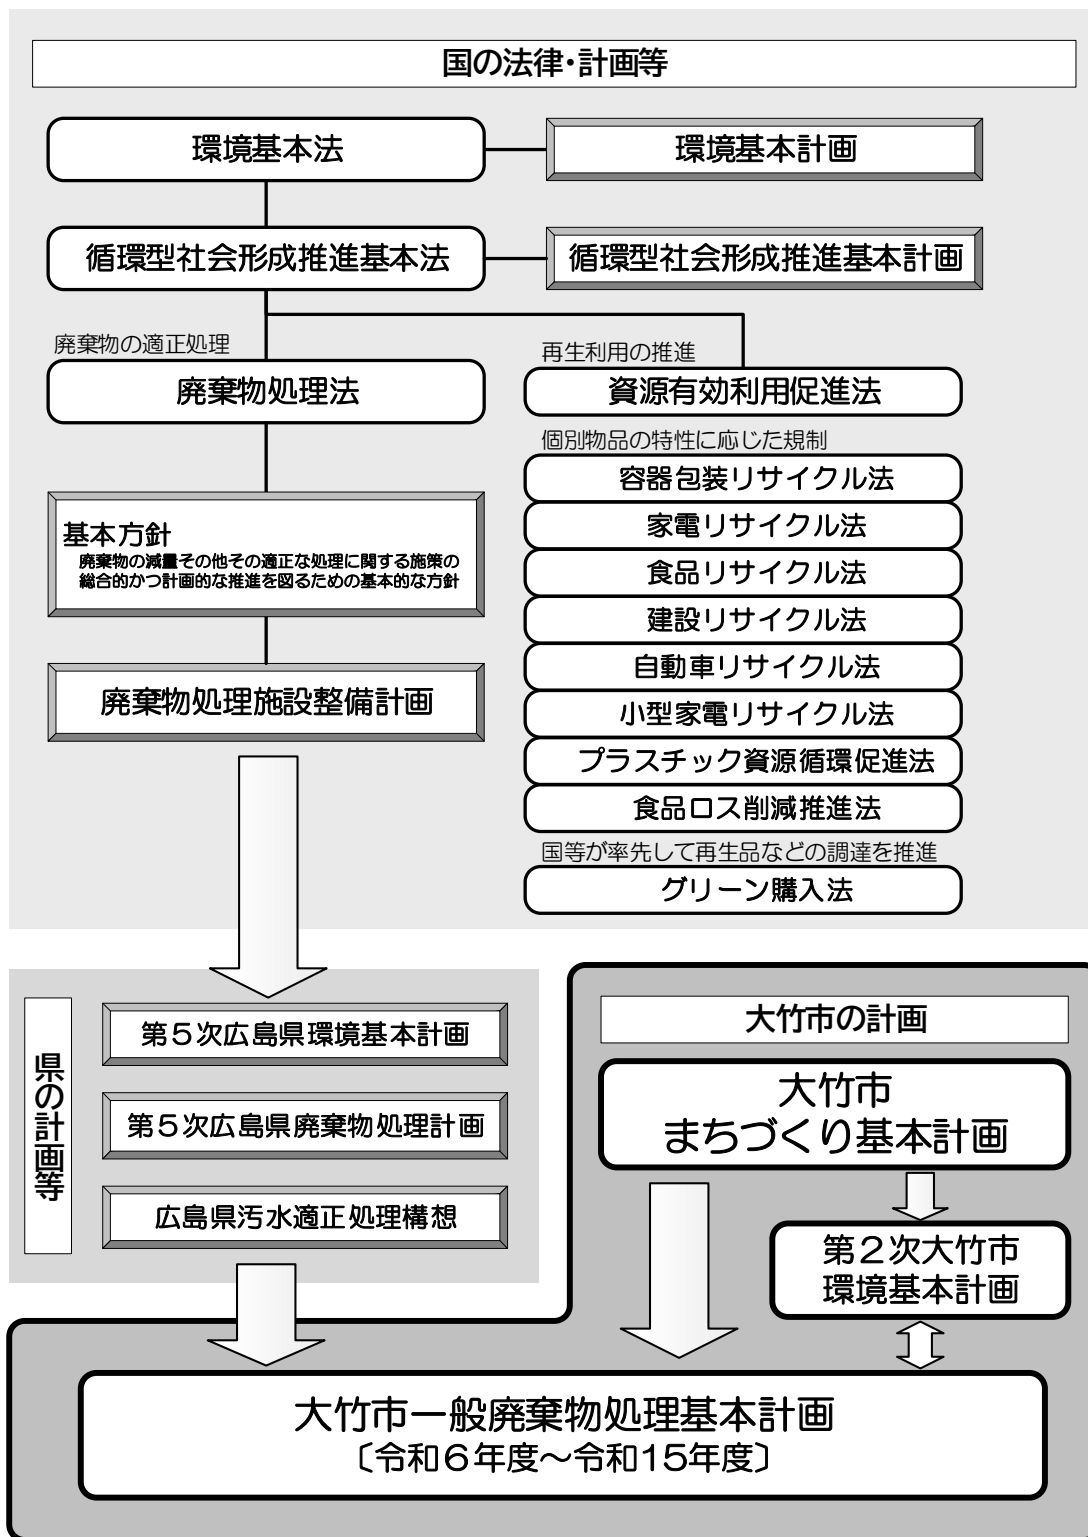 国の法律・計画等
環境基本法
環境基本計画
循環型社会形成推進基本法
循環型社会形成推進基本計画
廃棄物の適正処理
廃棄物処理法
基本方針
廃棄物の減量その他その適正な処理に関する施策の
総合的かつ計画的な推進を図るための基本的な方針
廃棄物処理施設整備計画
再生利用の推進
資源有効利用促進法
個別物品の特性に応じた規制
容器包装リサイクル法
家電リサイクル法
食品リサイクル法
建設リサイクル法
自動車リサイクル法
小型家電リサイクル法
プラスチック資源循環促進法
食品ロス削減推進法
国等が率先して再生品などの調達を推進
グリーン購入法
県の計画等
第5次広島県環境基本計画
第5次広島県廃棄物処理計画
広島県汚水適正処理構想
大竹市の計画
大竹市
まちづくり基本計画
第2次大竹市
環境基本計画
大竹市一般廃棄物処理基本計画
〔令和6年度～令和15年度〕